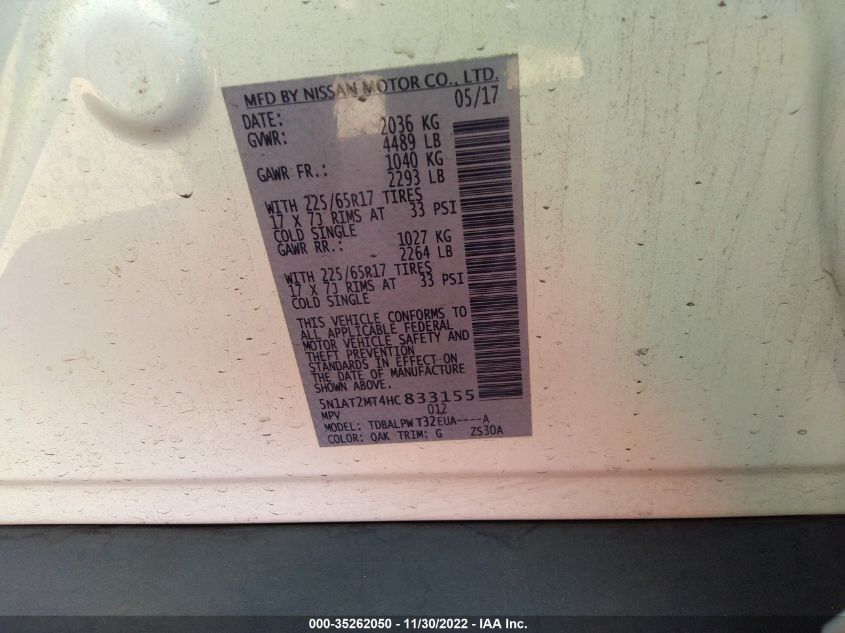 MFD BY NISSAN MOTOR CO., LTD.
DATE: 05/17
GVWR: 2036 KG
4489 LB
GAWR FR.: 1040 KG
2293 LB
WITH 225/65R17 TIRES
17 X 7J RIMS AT 33 PSI
COLD SINGLE
GAWR RR.: 1027 KG
2264 LB
WITH 225/65R17 TIRES
17 X 7J RIMS AT 33 PSI
COLD SINGLE
THIS VEHICLE CONFORMS TO
ALL APPLICABLE FEDERAL
MOTOR VEHICLE SAFETY AND
THEFT PREVENTION
STANDARDS IN EFFECT ON
THE DATE OF MANUFACTURE
SHOWN ABOVE.
5N1AT2MT4HC833155
MPV 012
MODEL: TDBALPWT32EUA----A
COLOR: QAK TRIM: G ZS30A
000-35262050 - 11/30/2022 - IAA Inc.